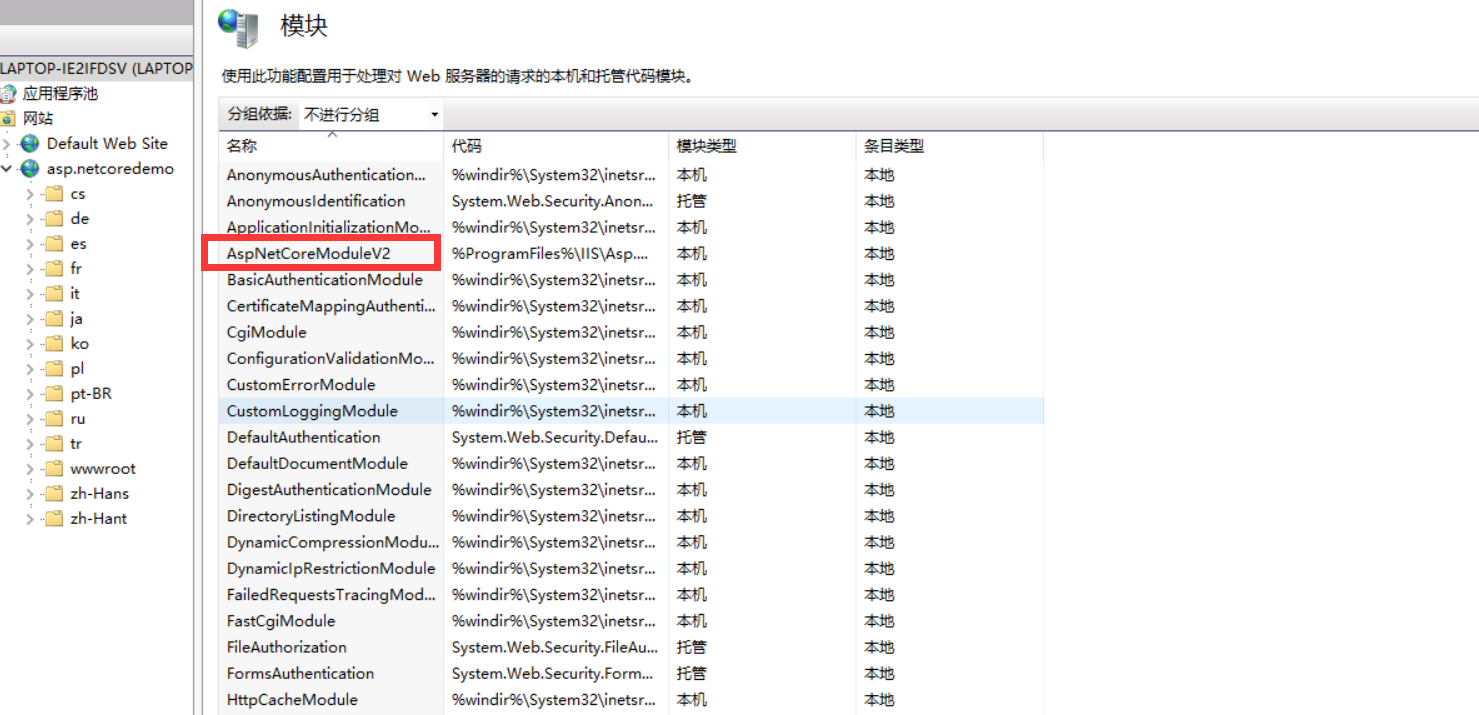 模块
使用此功能配置用于处理对 Web 服务器的请求的本机和托管代码模块。
分组依据: 不进行分组
LAPTOP-IE2IFDSV (LAPTOP
应用程序池
网站
Default Web Site
asp.netcoredemo
cs
de
es
fr
it
ja
ko
pl
pt-BR
ru
tr
wwwroot
zh-Hans
zh-Hant
名称 代码 模块类型 条目类型
AnonymousAuthentication... %windir%\System32\inetsr... 本机 本地
AnonymousIdentification System.Web.Security.Anon... 托管 本地
ApplicationInitializationMo... %windir%\System32\inetsr... 本机 本地
AspNetCoreModuleV2 %ProgramFiles%\IIS\Asp.... 本机 本地
BasicAuthenticationModule %windir%\System32\inetsr... 本机 本地
CertificateMappingAuthenti... %windir%\System32\inetsr... 本机 本地
CgiModule %windir%\System32\inetsr... 本机 本地
ConfigurationValidationMo... %windir%\System32\inetsr... 本机 本地
CustomErrorModule %windir%\System32\inetsr... 本机 本地
CustomLoggingModule %windir%\System32\inetsr... 本机 本地
DefaultAuthentication System.Web.Security.Defau... 托管 本地
DefaultDocumentModule %windir%\System32\inetsr... 本机 本地
DigestAuthenticationModule %windir%\System32\inetsr... 本机 本地
DirectoryListingModule %windir%\System32\inetsr... 本机 本地
DynamicCompressionModu... %windir%\System32\inetsr... 本机 本地
DynamicIpRestrictionModule %windir%\System32\inetsr... 本机 本地
FailedRequestsTracingMod... %windir%\System32\inetsr... 本机 本地
FastCgiModule %windir%\System32\inetsr... 本机 本地
FileAuthorization System.Web.Security.FileAu... 托管 本地
FormsAuthentication System.Web.Security.Form... 托管 本地
HttpCacheModule %windir%\System32\inetsr... 本机 本地